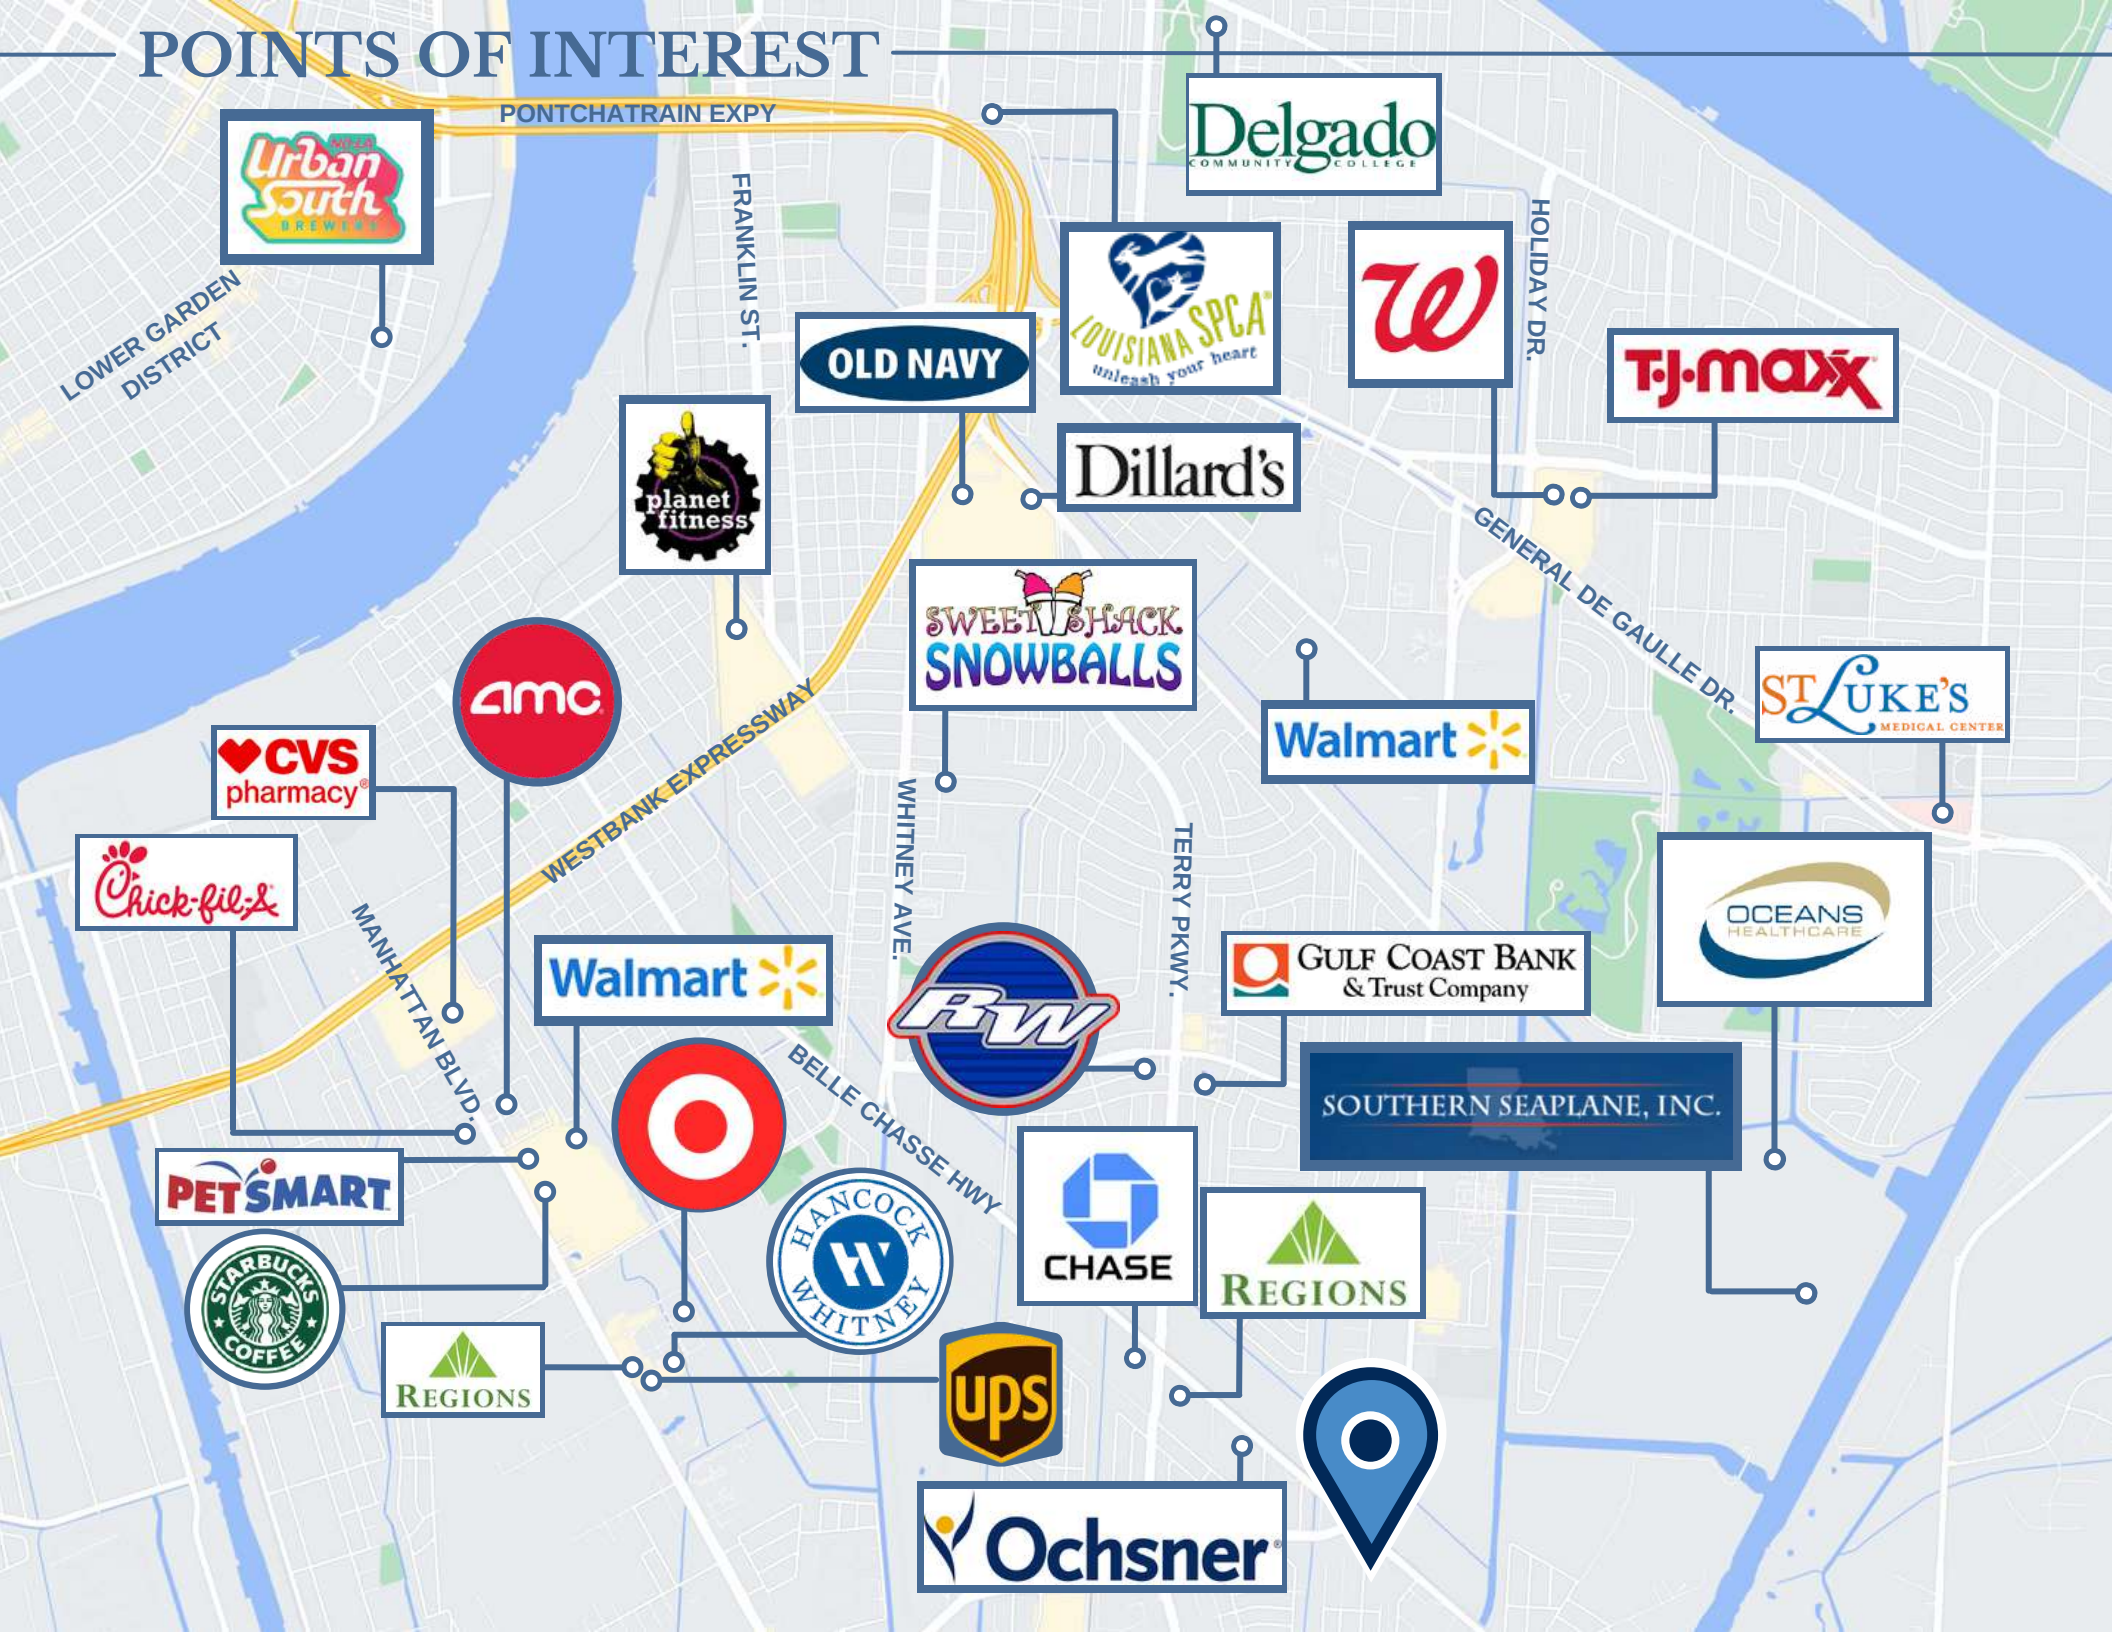 POINTS OF INTEREST
PONTCHATRAIN EXPY
Delgado
COMMUNITY COLLEGE
NOLA
Urban
South
BREWERY
FRANKLIN ST.
HOLIDAY DR.
LOUISIANA SPCA®
unleash your heart
W
LOWER GARDEN
DISTRICT
OLD NAVY
T·J·maxx
planet
fitness
Dillard's
GENERAL DE GAULLE DR.
SWEET SHACK
SNOWBALLS
amc
ST LUKE'S
MEDICAL CENTER
WESTBANK EXPRESSWAY
Walmart
CVS
pharmacy®
WHITNEY AVE.
TERRY PKWY.
Chick-fil-A
MANHATTAN BLVD.
OCEANS
HEALTHCARE
Walmart
RW
GULF COAST BANK
& Trust Company
BELLE CHASSE HWY
SOUTHERN SEAPLANE, INC.
PETSMART
HANCOCK
WHITNEY
CHASE
REGIONS
STARBUCKS
COFFEE
REGIONS
ups
Ochsner®